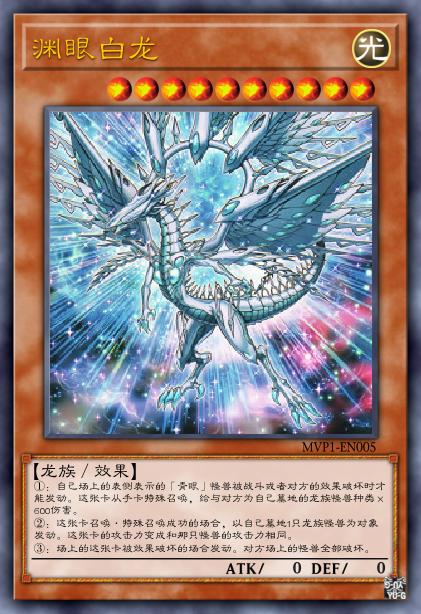 渊眼白龙
光
MVP1-EN005
【龙族/效果】
①：自己场上的表侧表示的「青眼」怪兽被战斗或者对方的效果破坏时才
能发动。这张卡从手卡特殊召唤，给与对方为自己墓地的龙族怪兽种类×
600伤害。
②：这张卡召唤·特殊召唤成功的场合，以自己墓地1只龙族怪兽为对象
发动。这张卡的攻击力变成和那只怪兽的攻击力相同。
③：场上的这张卡被效果破坏的场合发动。对方场上的怪兽全部破坏。
ATK/ 0 DEF/ 0